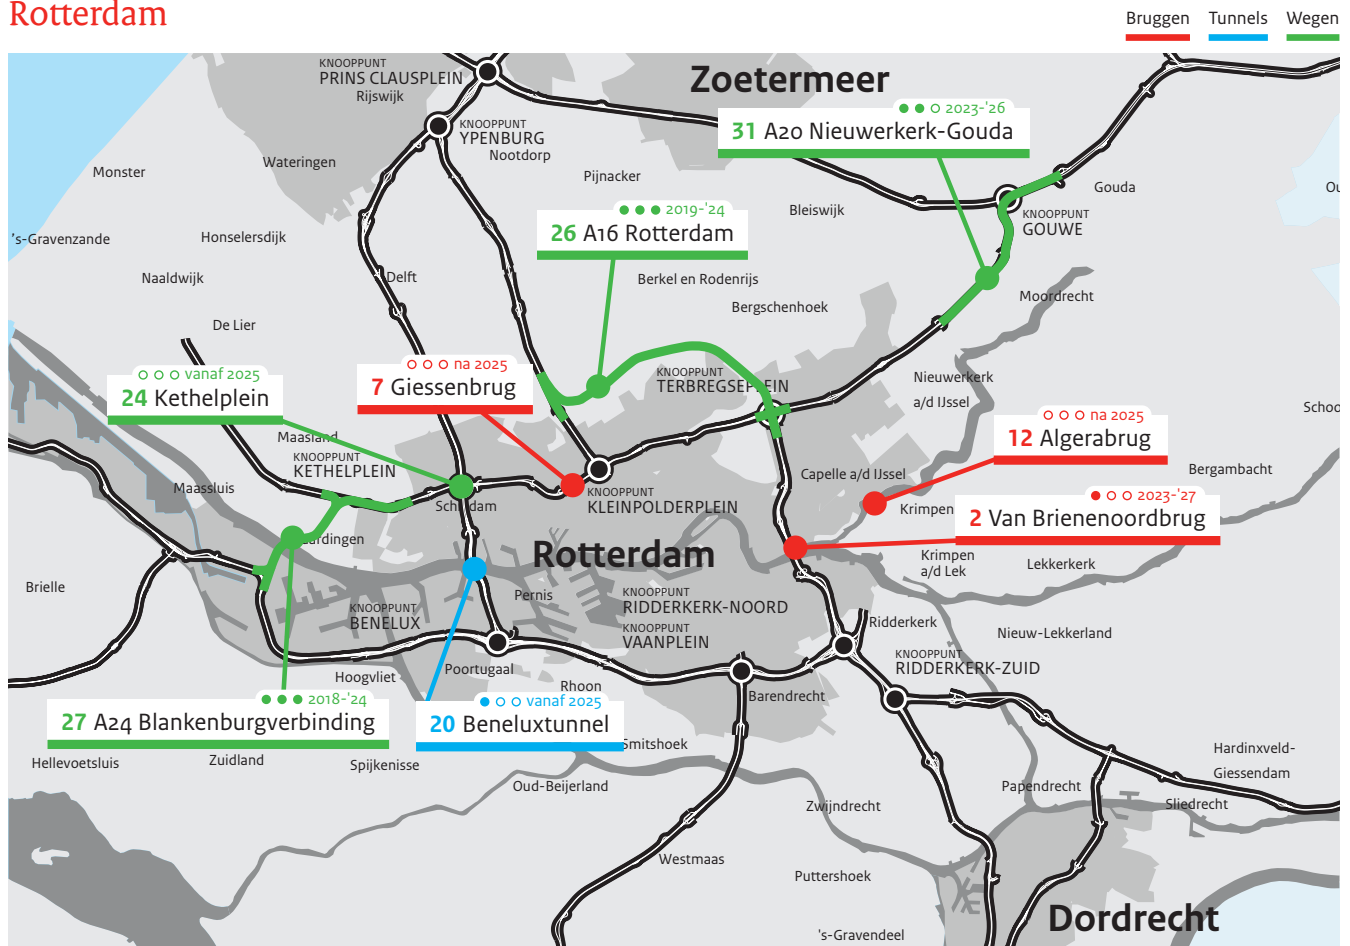 Rotterdam
Bruggen
Tunnels
Wegen
KNOOPPUNT
PRINS CLAUSPLEIN
Rijswijk
Zoetermeer
2023-'26
31 A20 Nieuwerkerk-Gouda
KNOOPPUNT
YPENBURG
Nootdorp
Wateringen
Monster
Pijnacker
Gouda
2019-'24
26 A16 Rotterdam
Bleiswijk
KNOOPPUNT
GOUWE
's-Gravenzande
Honselersdijk
Naaldwijk
Delft
Berkel en Rodenrijs
Moordrecht
Bergschenhoek
De Lier
vanaf 2025
24 Kethelplein
na 2025
7 Giessenbrug
KNOOPPUNT
TERBREGSEPLEIN
Nieuwerkerk
a/d IJssel
na 2025
12 Algerabrug
Maasland
KNOOPPUNT
KETHELPLEIN
Capelle a/d IJssel
Bergambacht
Maassluis
KNOOPPUNT
KLEINPOLDERPLEIN
Krimpen
2023-'27
2 Van Brienenoordbrug
Rotterdam
Krimpen
a/d Lek
Lekkerkerk
Brielle
KNOOPPUNT
BENELUX
Pernis
KNOOPPUNT
RIDDERKERK-NOORD
KNOOPPUNT
VAANPLEIN
Ridderkerk
Nieuw-Lekkerland
KNOOPPUNT
RIDDERKERK-ZUID
Hoogvliet
Poortugaal
Rhoon
Barendrecht
2018-'24
27 A24 Blankenburgverbinding
vanaf 2025
20 Beneluxtunnel
Smitshoek
Hellevoetsluis
Zuidland
Spijkenisse
Hardinxveld-
Giessendam
Oud-Beijerland
Papendrecht
Zwijndrecht
Sliedrecht
Westmaas
Puttershoek
Dordrecht
's-Gravendeel